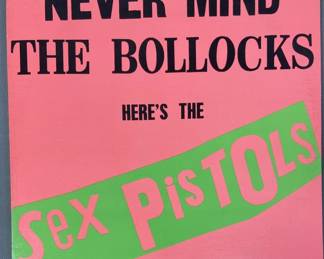 NEVER MIND
THE BOLLOCKS
HERE'S THE
Sex PiSTOLS